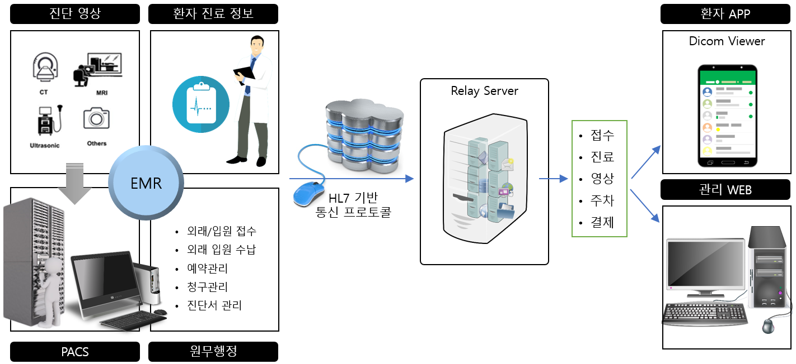 진단 영상
환자 진료 정보
CT
MRI
Ultrasonic
Others
EMR
외래/입원 접수
외래 입원 수납
예약관리
청구관리
진단서 관리
PACS
원무행정
HL7 기반
통신 프로토콜
Relay Server
접수
진료
영상
주차
결제
환자 APP
Dicom Viewer
관리 WEB